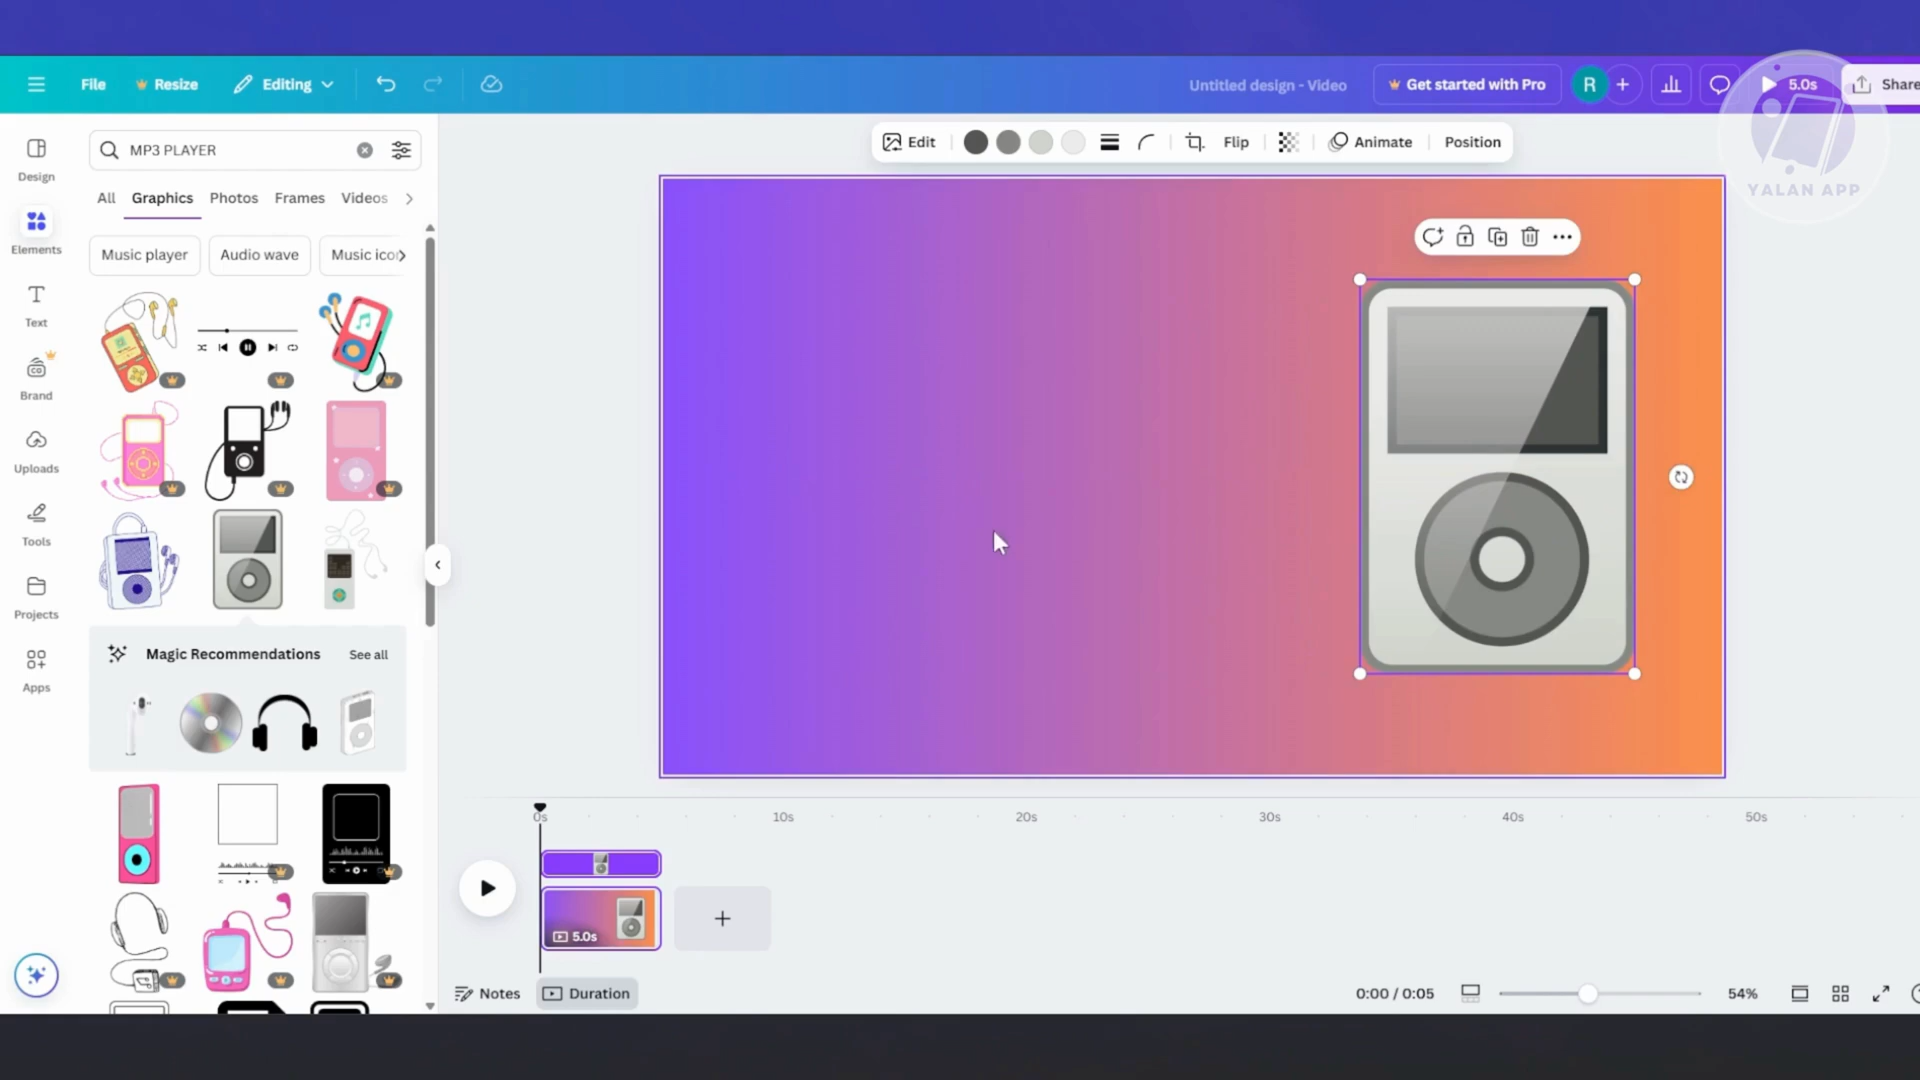 File
Resize
Editing
Untitled design - Video
Get started with Pro
R
5.0s
Share
YALAN APP
Design
Elements
Text
Brand
Uploads
Tools
Projects
Apps
MP3 PLAYER
All
Graphics
Photos
Frames
Videos
Music player
Audio wave
Music ico
Magic Recommendations
See all
Edit
Flip
Animate
Position
0s
10s
20s
30s
40s
50s
5.0s
Notes
Duration
0:00 / 0:05
54%